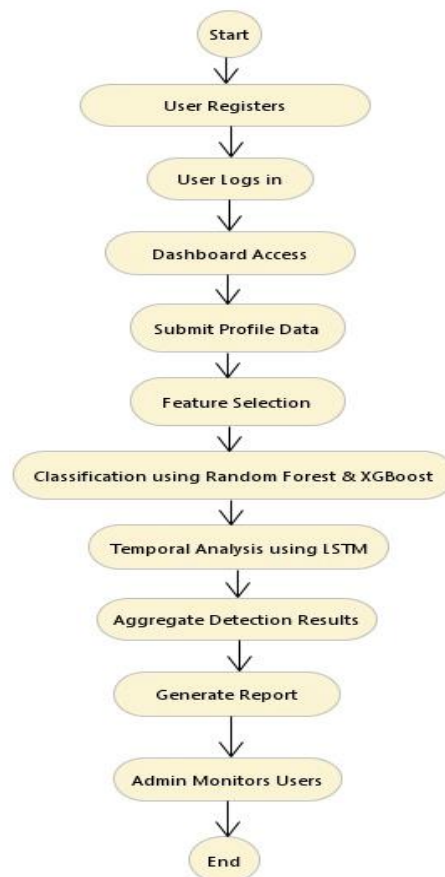 Start
User Registers
User Logs in
Dashboard Access
Submit Profile Data
Feature Selection
Classification using Random Forest & XGBoost
Temporal Analysis using LSTM
Aggregate Detection Results
Generate Report
Admin Monitors Users
End